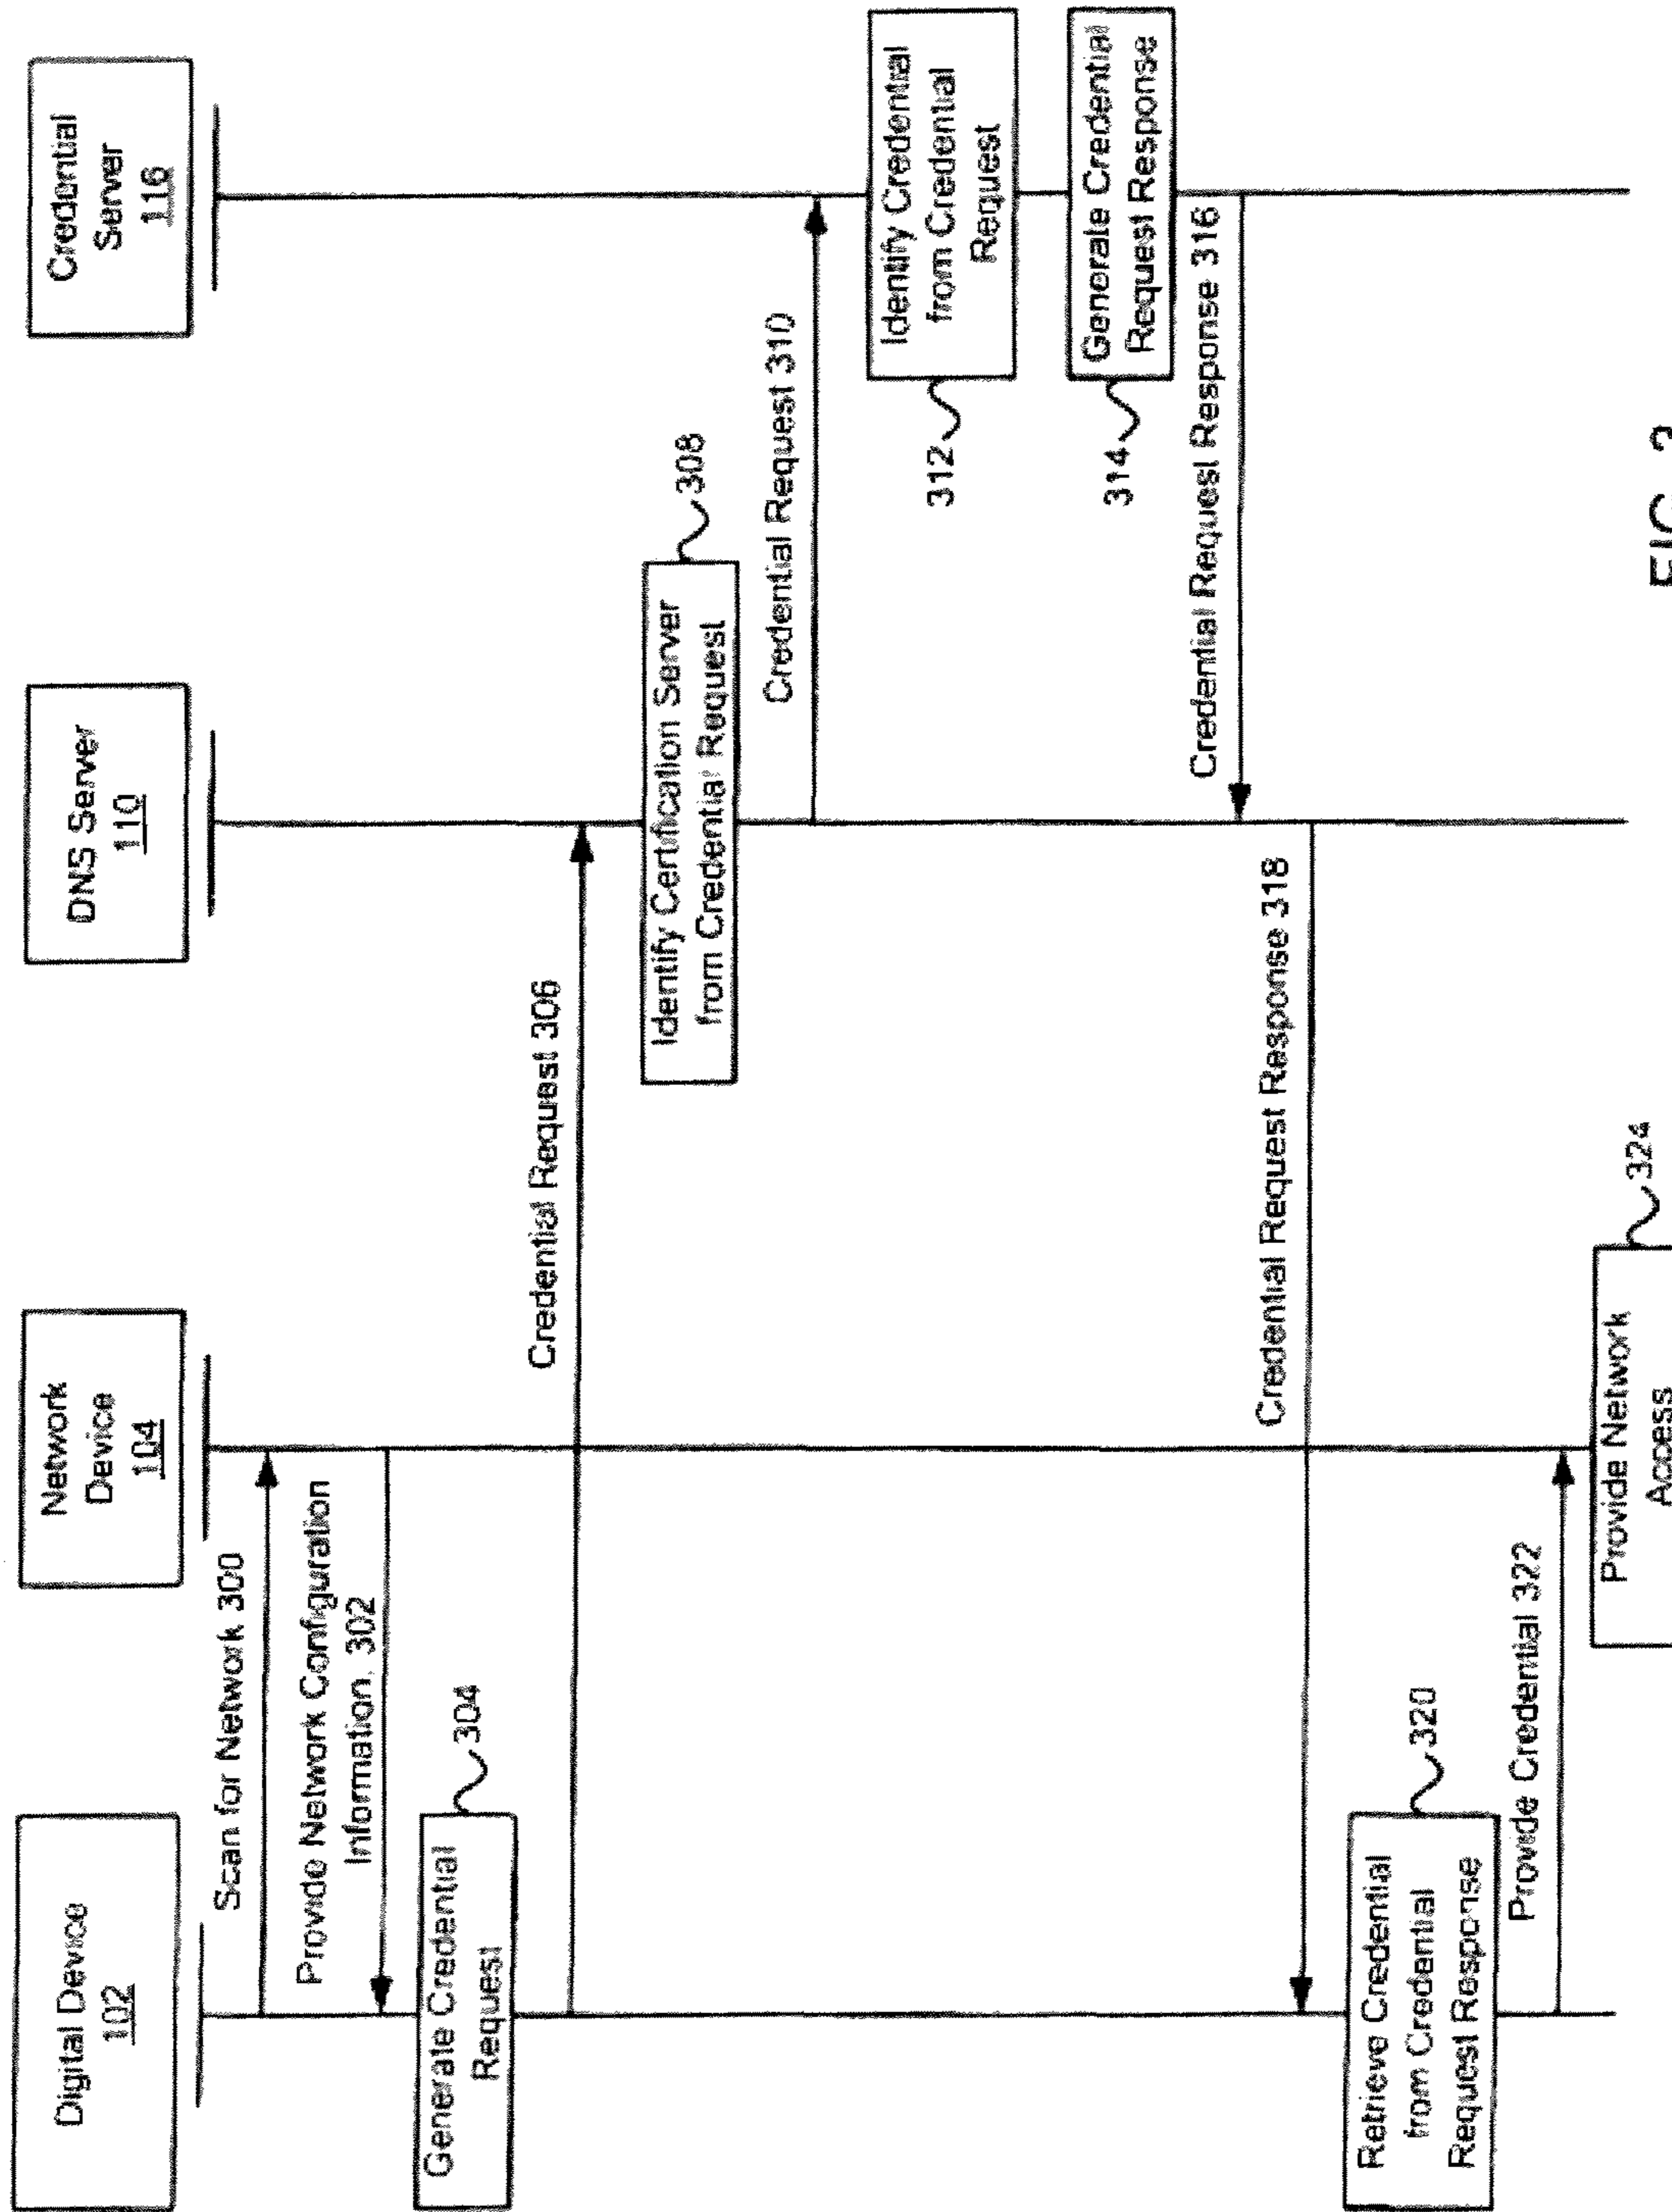 Digital Device
102
Network
Device
104
DNS Server
110
Credential
Server
116
Scan for Network 300
Provide Network Configuration
Information 302
Generate Credential
Request
304
Credential Request 306
Identify Certification Server
from Credential Request
308
Credential Request 310
Identify Credential
from Credential
Request
312
Generate Credential
Request Response
314
Credential Request Response 316
Credential Request Response 318
Retrieve Credential
from Credential
Request Response
320
Provide Credential 322
Provide Network
Access
324
FIG. 3